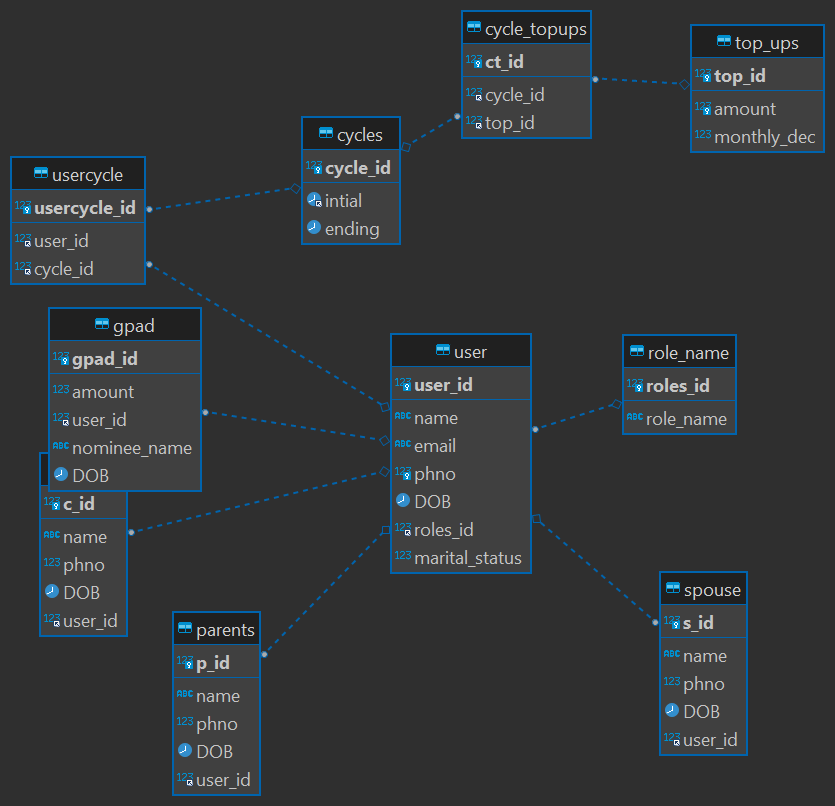 cycle_topups
123 ct_id
123 cycle_id
123 top_id
top_ups
123 top_id
123 amount
123 monthly_dec
cycles
123 cycle_id
intial
ending
usercycle
123 usercycle_id
123 user_id
123 cycle_id
gpad
123 gpad_id
123 amount
123 user_id
ABC nominee_name
DOB
123 c_id
ABC name
123 phno
DOB
123 user_id
user
123 user_id
ABC name
ABC email
123 phno
DOB
123 roles_id
123 marital_status
role_name
123 roles_id
ABC role_name
parents
123 p_id
ABC name
123 phno
DOB
123 user_id
spouse
123 s_id
ABC name
123 phno
DOB
123 user_id